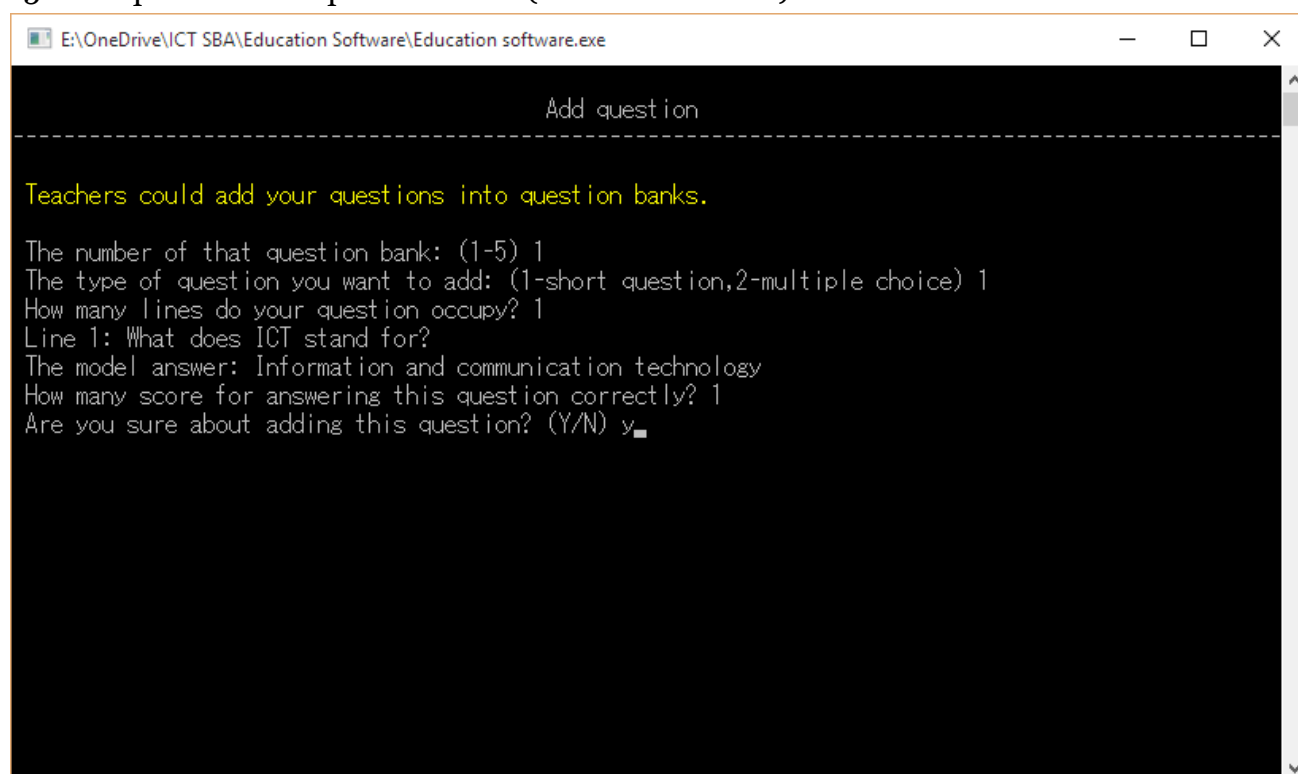 E:\OneDrive\ICT SBA\Education Software\Education software.exe
Add question
Teachers could add your questions into question banks.
The number of that question bank: (1-5) 1
The type of question you want to add: (1-short question,2-multiple choice) 1
How many lines do your question occupy? 1
Line 1: What does ICT stand for?
The model answer: Information and communication technology
How many score for answering this question correctly? 1
Are you sure about adding this question? (Y/N) y